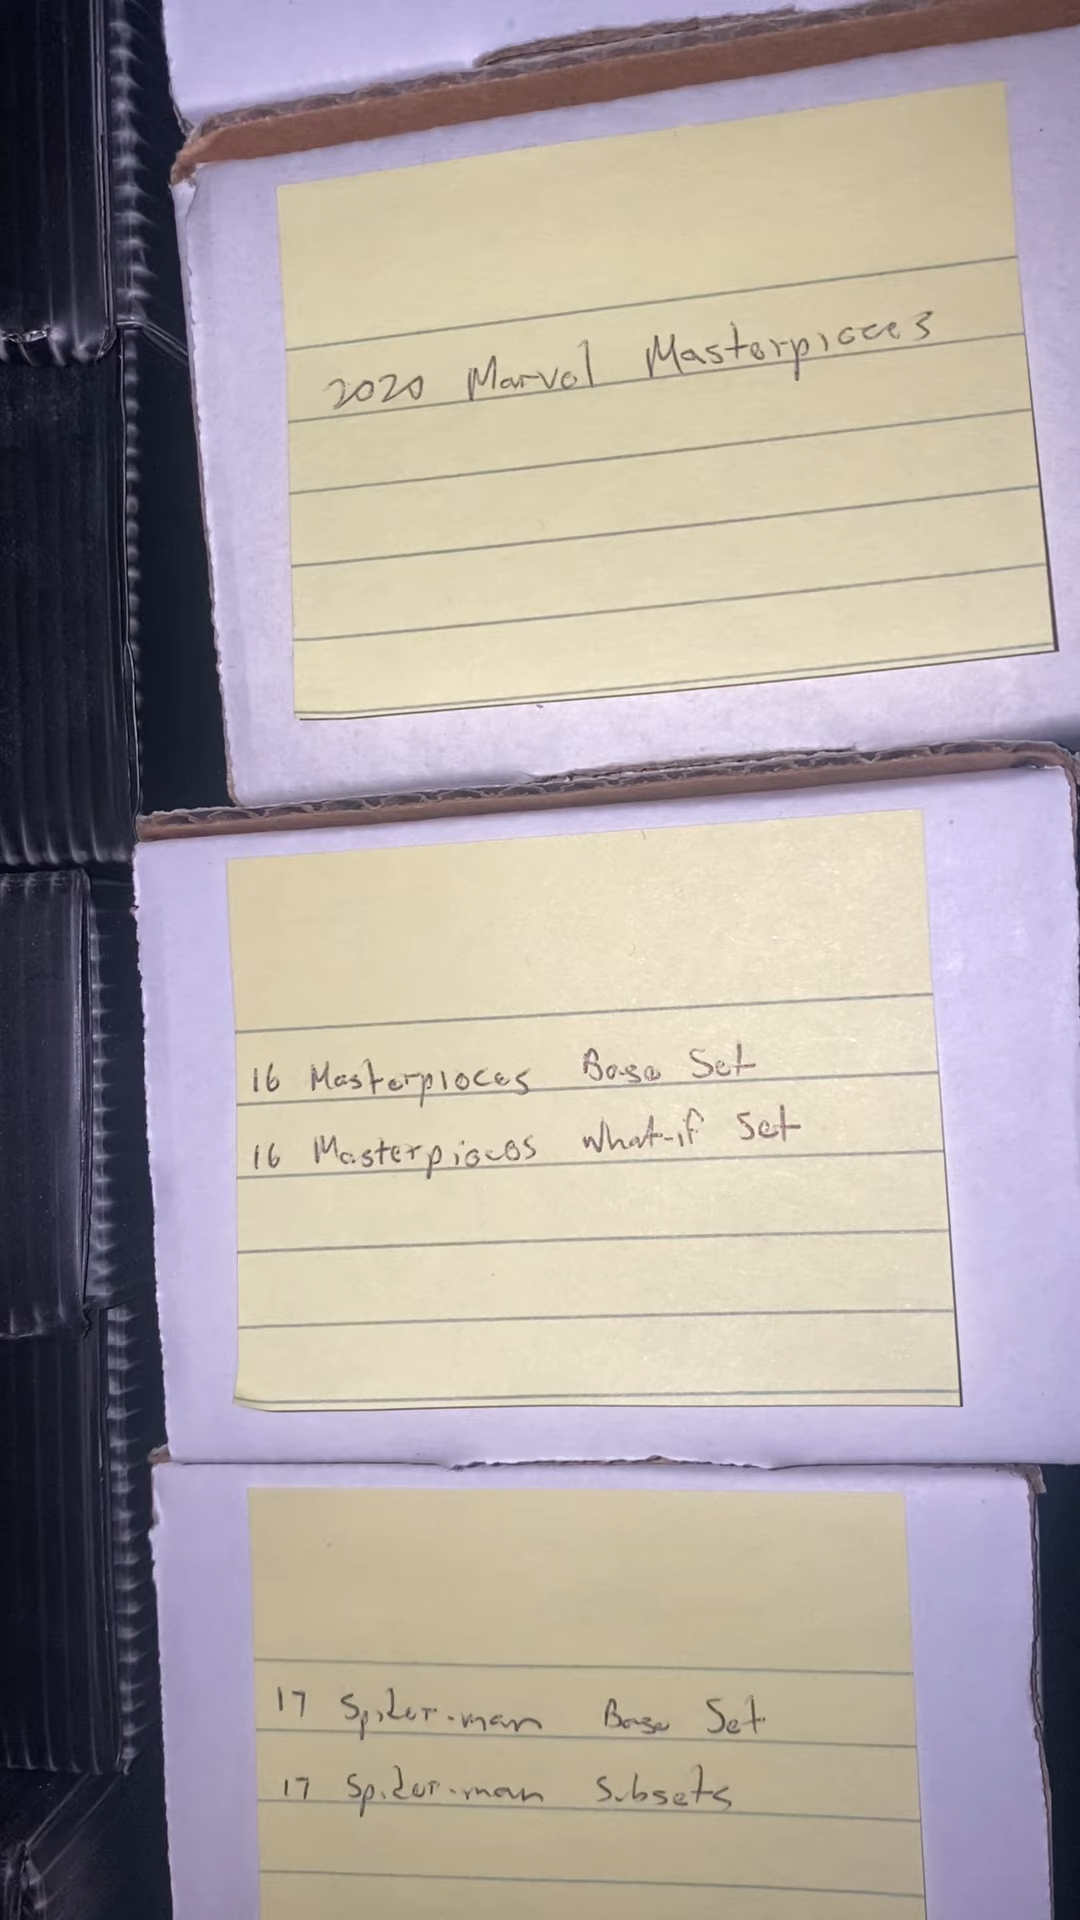 2020 Marvel Masterpieces
16 Masterpieces Base Set
16 Masterpieces What-if Set
17 Spider-man Base Set
17 Spider-man Subsets